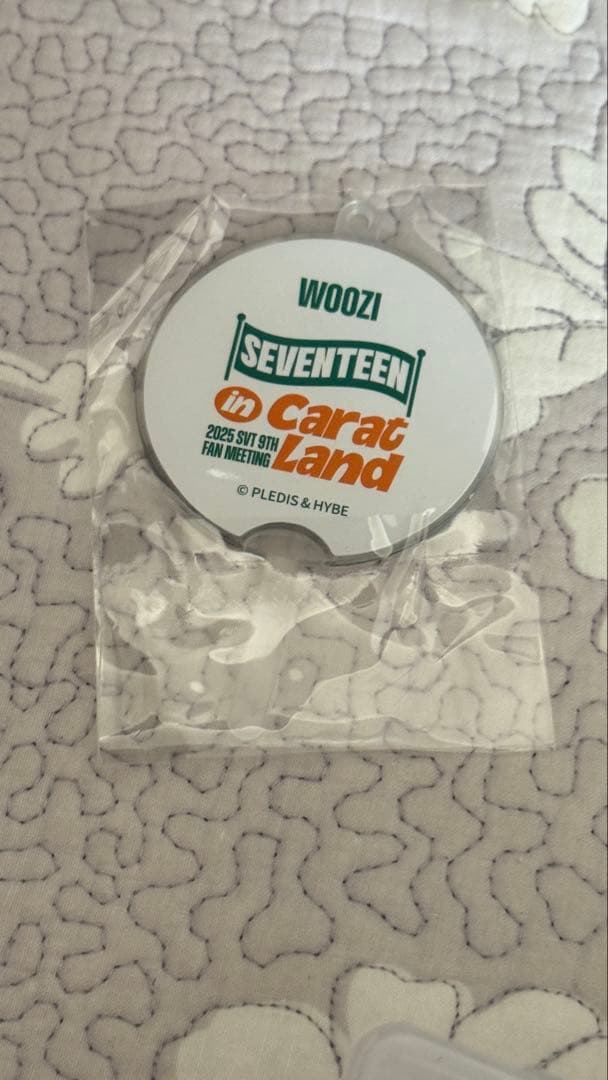 WOOZI
SEVENTEEN
in Carat
2025 SVT 9TH
FAN MEETING
Land
© PLEDIS & HYBE